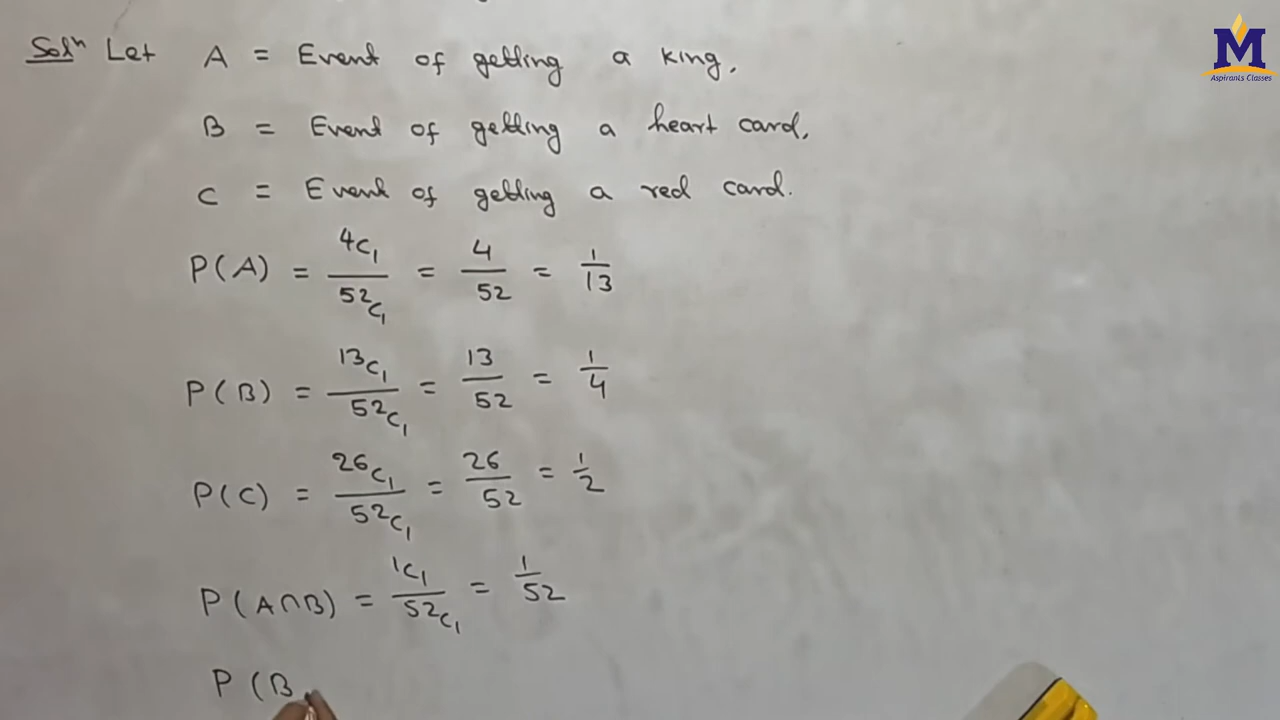 Solⁿ Let A = Event of getting a king,
B = Event of getting a heart card,
C = Event of getting a red card.
P(A) = 4C₁/52C₁ = 4/52 = 1/13
P(B) = 13C₁/52C₁ = 13/52 = 1/4
P(C) = 26C₁/52C₁ = 26/52 = 1/2
P(A∩B) = 1C₁/52C₁ = 1/52
P(B
M
Aspirants Classes